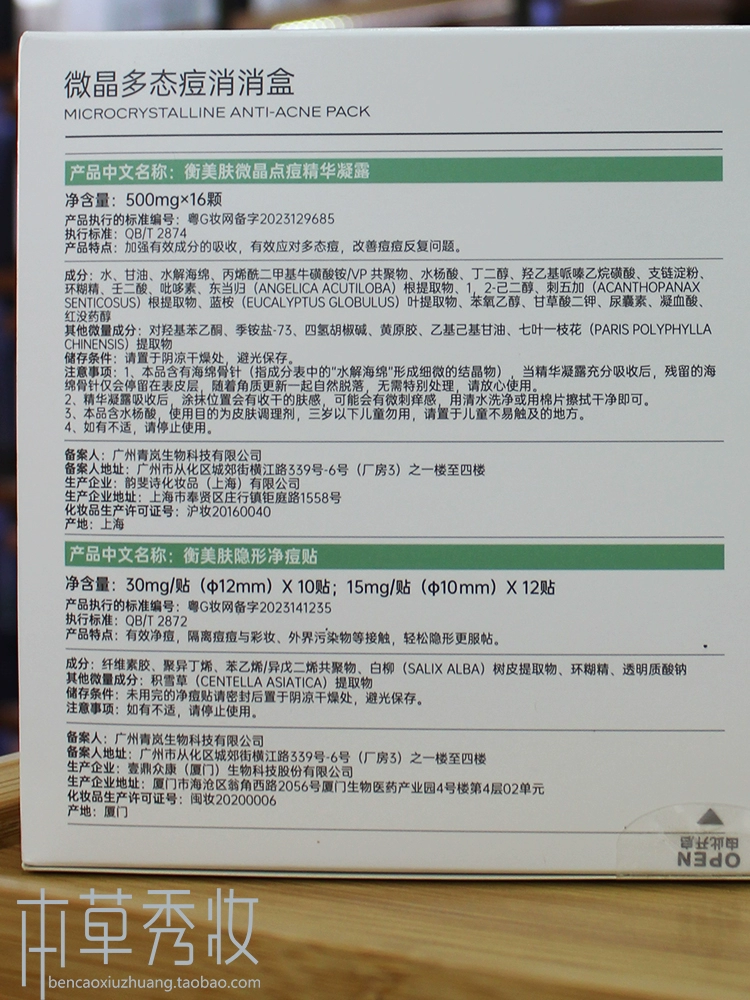 微晶多态痘消消盒
MICROCRYSTALLINE ANTI-ACNE PACK
产品中文名称：衡美肤微晶点痘精华凝露
净含量：500mg×16颗
产品执行的标准编号：粤G妆网备字2023129685
执行标准：QB/T 2874
产品特点：加强有效成分的吸收，有效应对多态痘，改善痘痘反复问题。
成分：水、甘油、水解海绵、丙烯酰二甲基牛磺酸铵/VP 共聚物、水杨酸、丁二醇、羟乙基哌嗪乙烷磺酸、支链淀粉、
环糊精、壬二酸、吡哆素、东当归（ANGELICA ACUTILOBA）根提取物、1，2-己二醇、刺五加（ACANTHOPANAX
SENTICOSUS）根提取物、蓝桉（EUCALYPTUS GLOBULUS）叶提取物、苯氧乙醇、甘草酸二钾、尿囊素、凝血酸、
红没药醇
其他微量成分：对羟基苯乙酮、季铵盐-73、四氢胡椒碱、黄原胶、乙基己基甘油、七叶一枝花（PARIS POLYPHYLLA
CHINENSIS）提取物
储存条件：请置于阴凉干燥处，避光保存。
注意事项：1、本品含有海绵骨针（指成分表中的“水解海绵”形成细微的结晶物），当精华凝露充分吸收后，残留的海
绵骨针仅会停留在表皮层，随着角质更新一起自然脱落，无需特别处理，请放心使用。
2、精华凝露吸收后，涂抹位置会有收干的肤感，可能会有微刺痒感，用清水洗净或用棉片擦拭干净即可。
3、本品含水杨酸，使用目的为皮肤调理剂，三岁以下儿童勿用，请置于儿童不易触及的地方。
4、如有不适，请停止使用。
备案人：广州青岚生物科技有限公司
备案人地址：广州市从化区城郊街横江路339号-6号（厂房3）之一楼至四楼
生产企业：韵斐诗化妆品（上海）有限公司
生产企业地址：上海市奉贤区庄行镇钜庭路1558号
化妆品生产许可证号：沪妆20160040
产地：上海
产品中文名称：衡美肤隐形净痘贴
净含量：30mg/贴（φ12mm）X 10贴；15mg/贴（φ10mm）X 12贴
产品执行的标准编号：粤G妆网备字2023141235
执行标准：QB/T 2872
产品特点：有效净痘，隔离痘痘与彩妆、外界污染物等接触，轻松隐形更服帖。
成分：纤维素胶、聚异丁烯、苯乙烯/异戊二烯共聚物、白柳（SALIX ALBA）树皮提取物、环糊精、透明质酸钠
其他微量成分：积雪草（CENTELLA ASIATICA）提取物
储存条件：未用完的净痘贴请密封后置于阴凉干燥处，避光保存。
注意事项：如有不适，请停止使用。
备案人：广州青岚生物科技有限公司
备案人地址：广州市从化区城郊街横江路339号-6号（厂房3）之一楼至四楼
生产企业：壹鼎众康（厦门）生物科技股份有限公司
生产企业地址：厦门市海沧区翁角西路2056号厦门生物医药产业园4号楼第4层02单元
化妆品生产许可证号：闽妆20200006
产地：厦门
由此开启
OPEN
本草秀妆
bencaoxiuzhuang.taobao.com